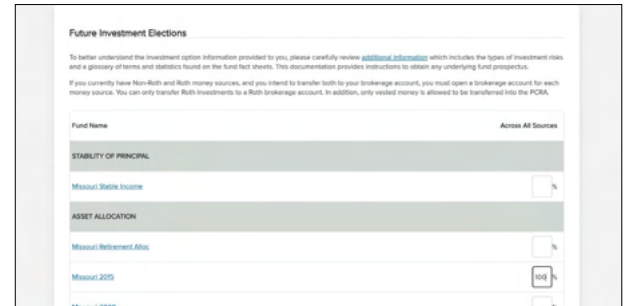 Future Investment Elections
To better understand the investment option information provided to you, please carefully review additional information which includes the types of investment risks
and a glossary of terms and statistics found on the fund fact sheets. This documentation provides instructions to obtain any underlying fund prospectus.
If you currently have Non-Roth and Roth money sources, and you intend to transfer both to your brokerage account, you must open a brokerage account for each
money source. You can only transfer Roth investments to a Roth brokerage account. In addition, only vested money is allowed to be transferred into the PCRA.
Fund Name Across All Sources
STABILITY OF PRINCIPAL
Missouri Stable Income %
ASSET ALLOCATION
Missouri Retirement Alloc %
Missouri 2015 100 %